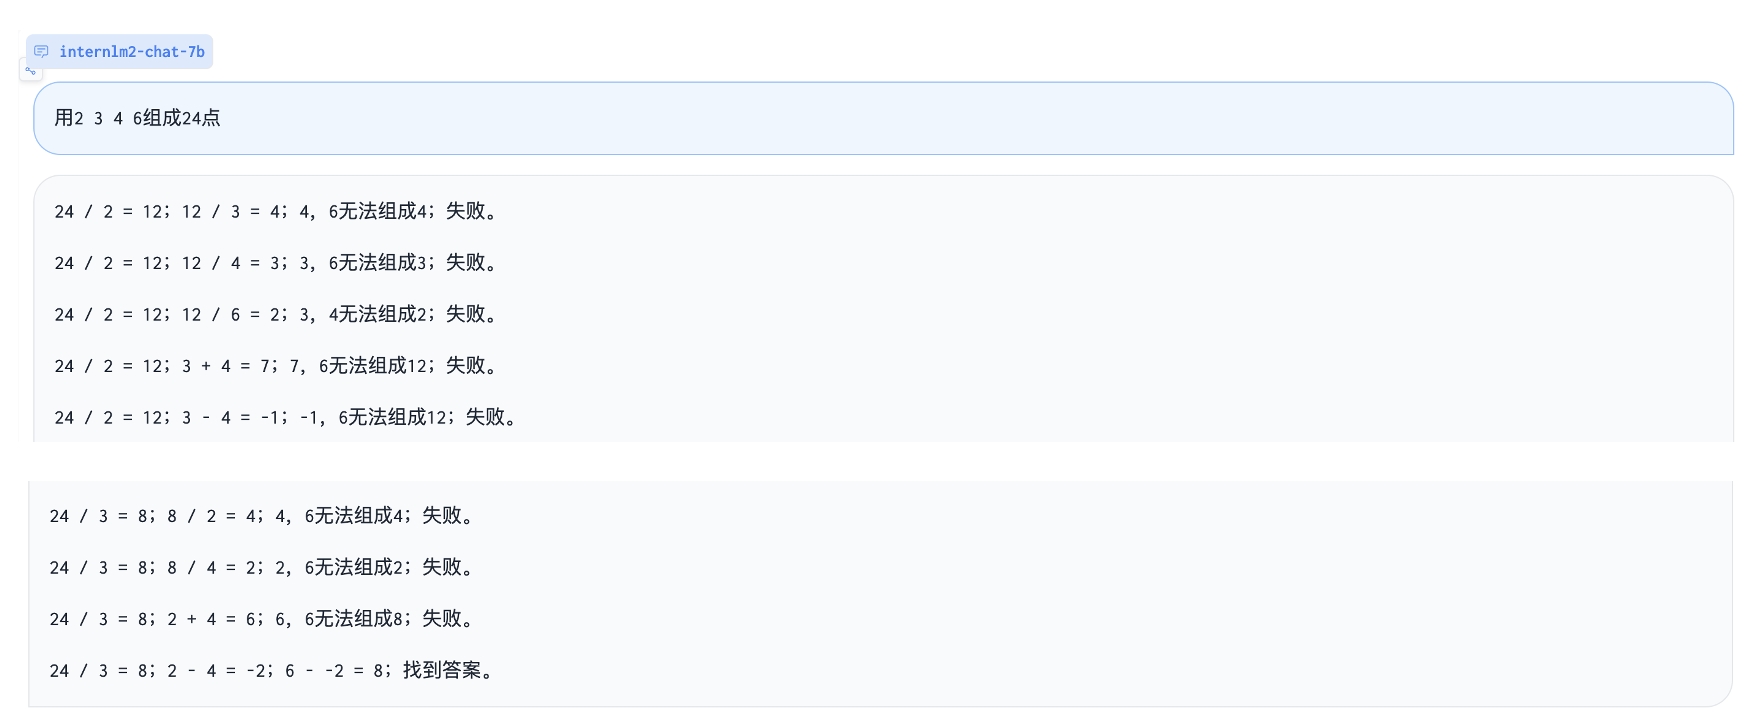 internlm2-chat-7b
用2 3 4 6组成24点
24 / 2 = 12; 12 / 3 = 4; 4, 6无法组成4; 失败。
24 / 2 = 12; 12 / 4 = 3; 3, 6无法组成3; 失败。
24 / 2 = 12; 12 / 6 = 2; 3, 4无法组成2; 失败。
24 / 2 = 12; 3 + 4 = 7; 7, 6无法组成12; 失败。
24 / 2 = 12; 3 - 4 = -1; -1, 6无法组成12; 失败。
24 / 3 = 8; 8 / 2 = 4; 4, 6无法组成4; 失败。
24 / 3 = 8; 8 / 4 = 2; 2, 6无法组成2; 失败。
24 / 3 = 8; 2 + 4 = 6; 6, 6无法组成8; 失败。
24 / 3 = 8; 2 - 4 = -2; 6 - -2 = 8; 找到答案。